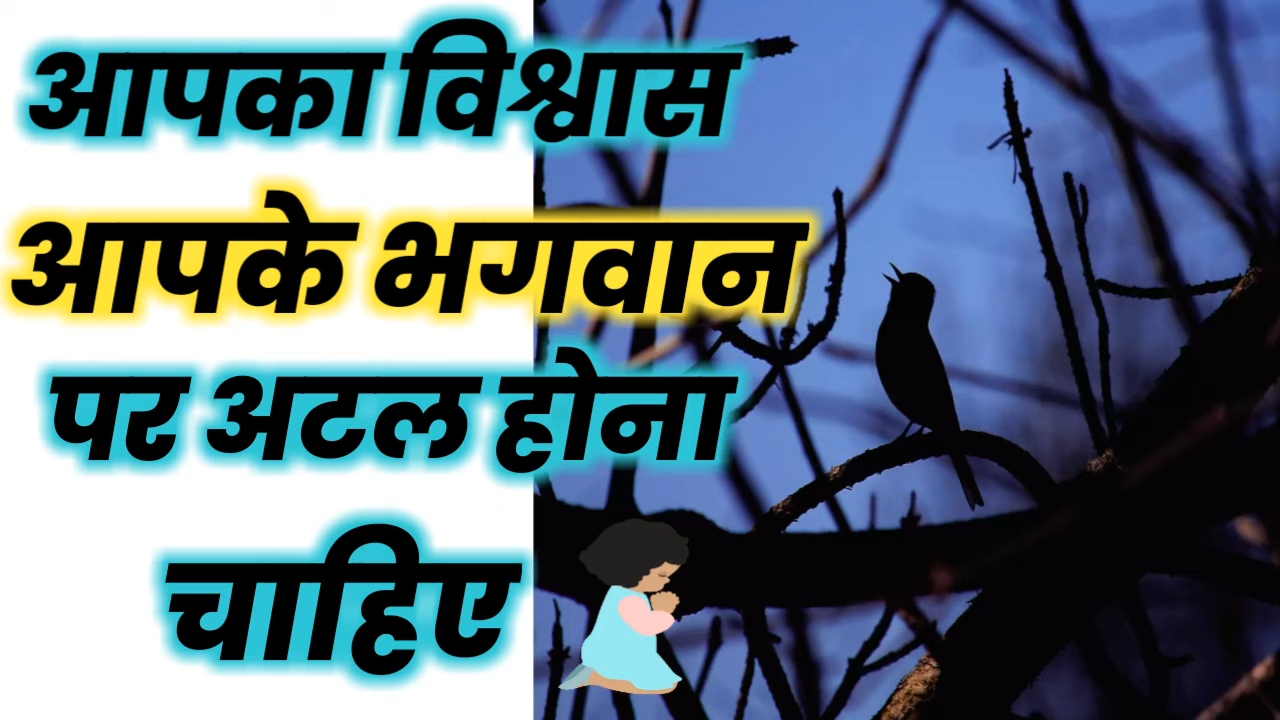 आपका विश्वास
आपके भगवान
पर अटल होना
चाहिए